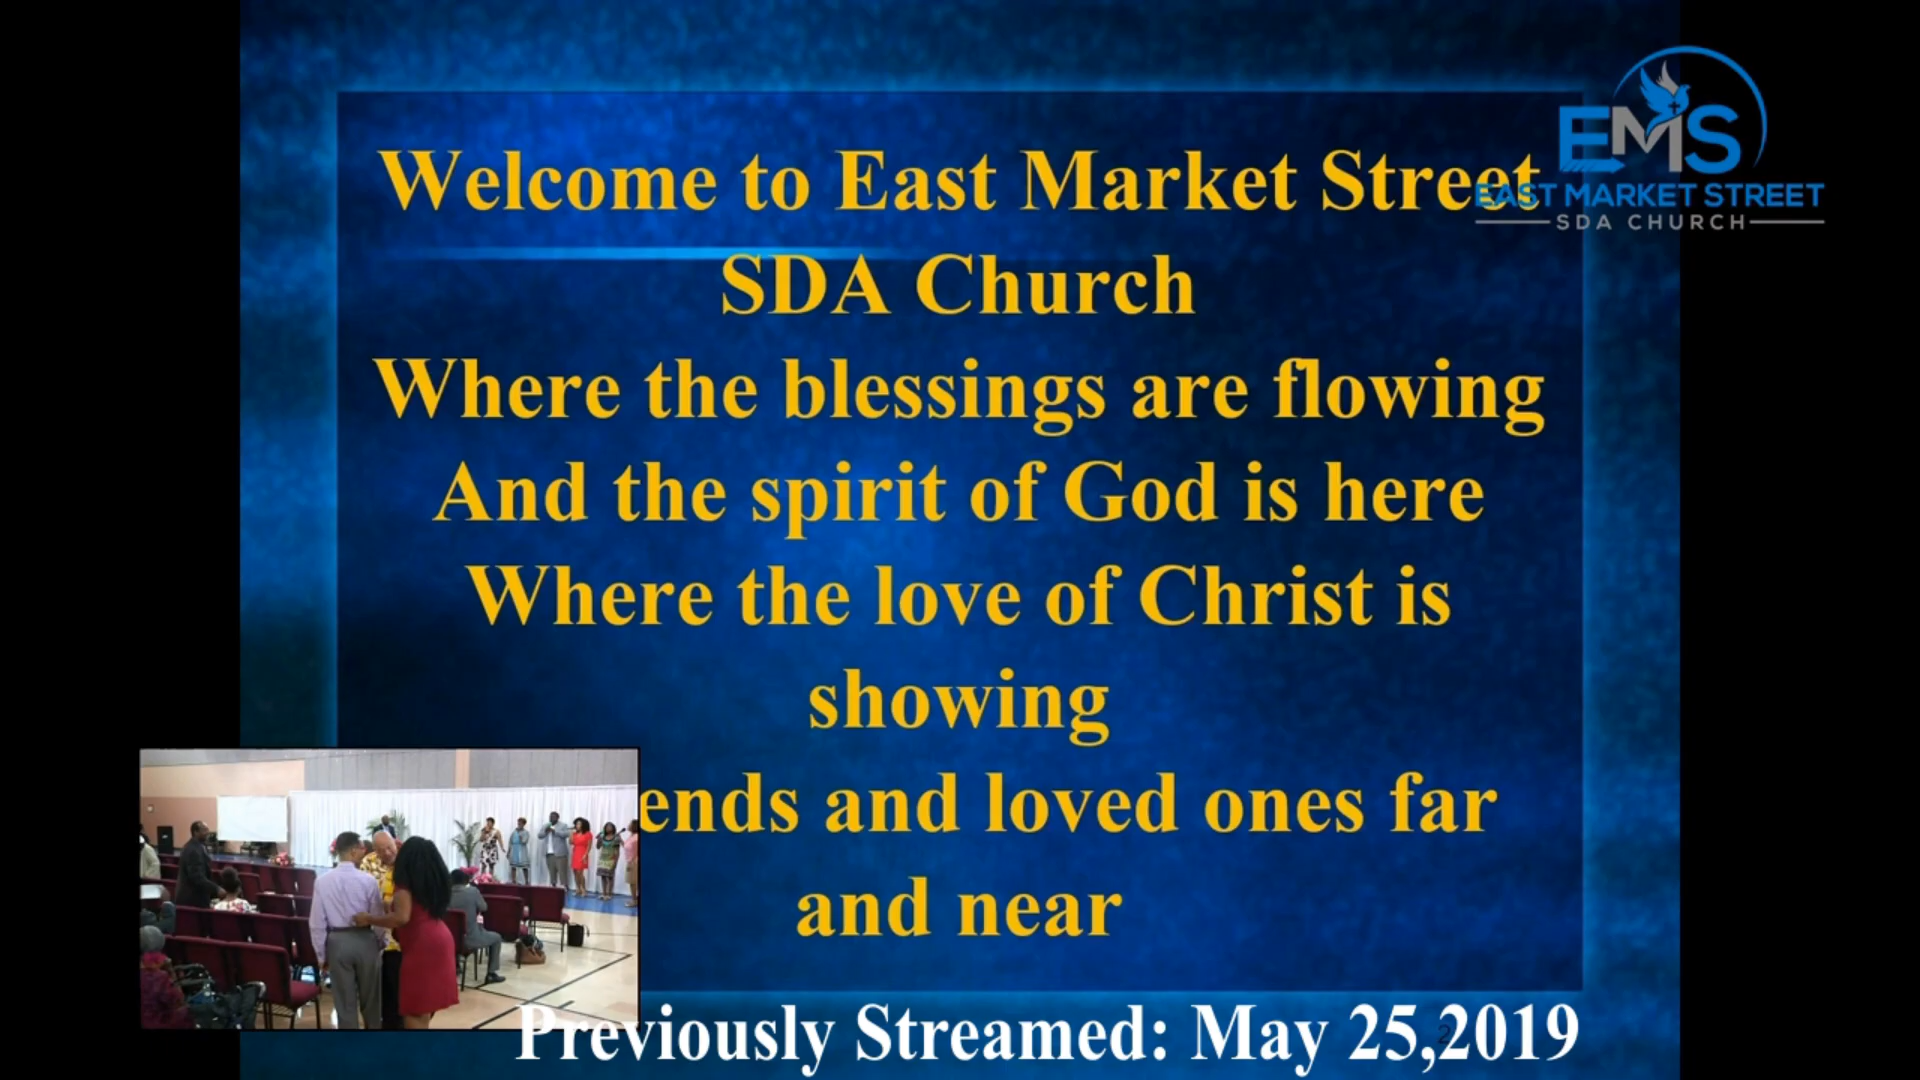 Welcome to East Market Street
SDA Church
Where the blessings are flowing
And the spirit of God is here
Where the love of Christ is
showing
ends and loved ones far
and near
EMS
EAST MARKET STREET
SDA CHURCH
Previously Streamed: May 25,2019
2